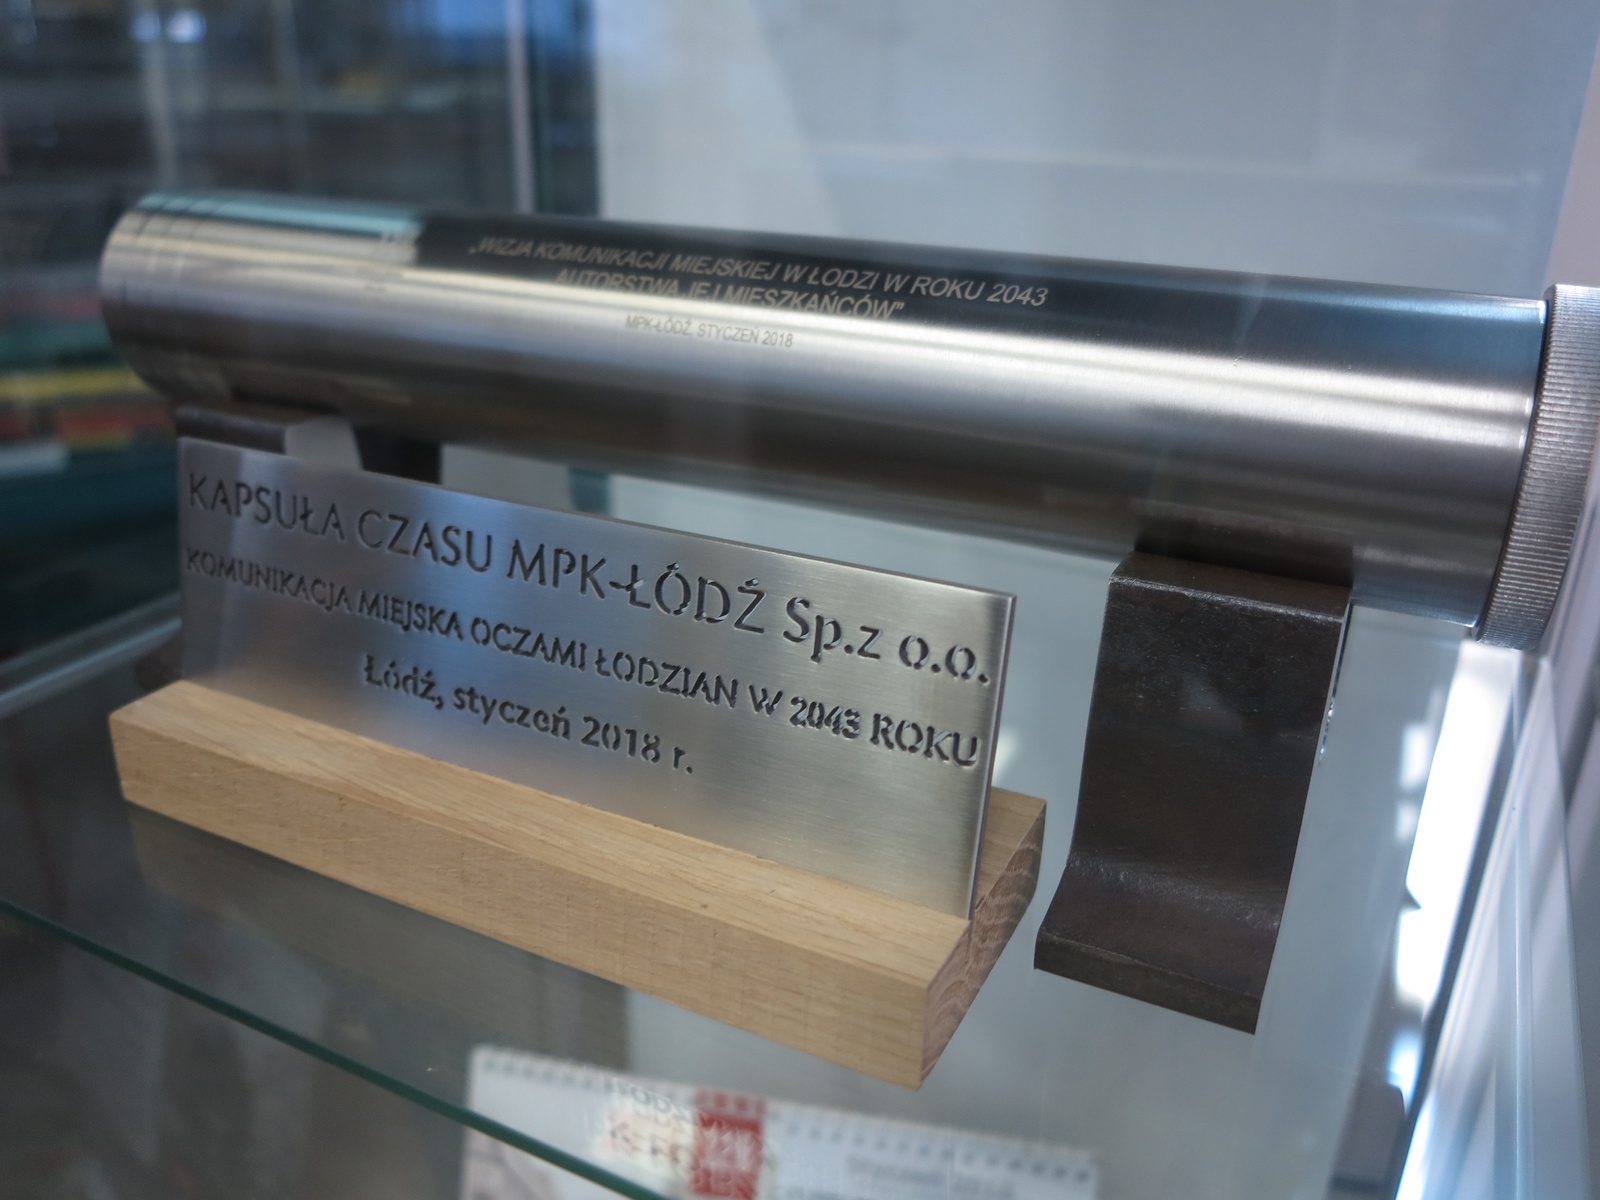 „WIZJA KOMUNIKACJI MIEJSKIEJ W ŁODZI W ROKU 2043
AUTORSTWA JEJ MIESZKAŃCÓW”
MPK-ŁÓDŹ, STYCZEŃ 2018
KAPSUŁA CZASU MPK-ŁÓDŹ Sp.z o.o.
KOMUNIKACJA MIEJSKA OCZAMI ŁODZIAN W 2043 ROKU
Łódź, styczeń 2018 r.